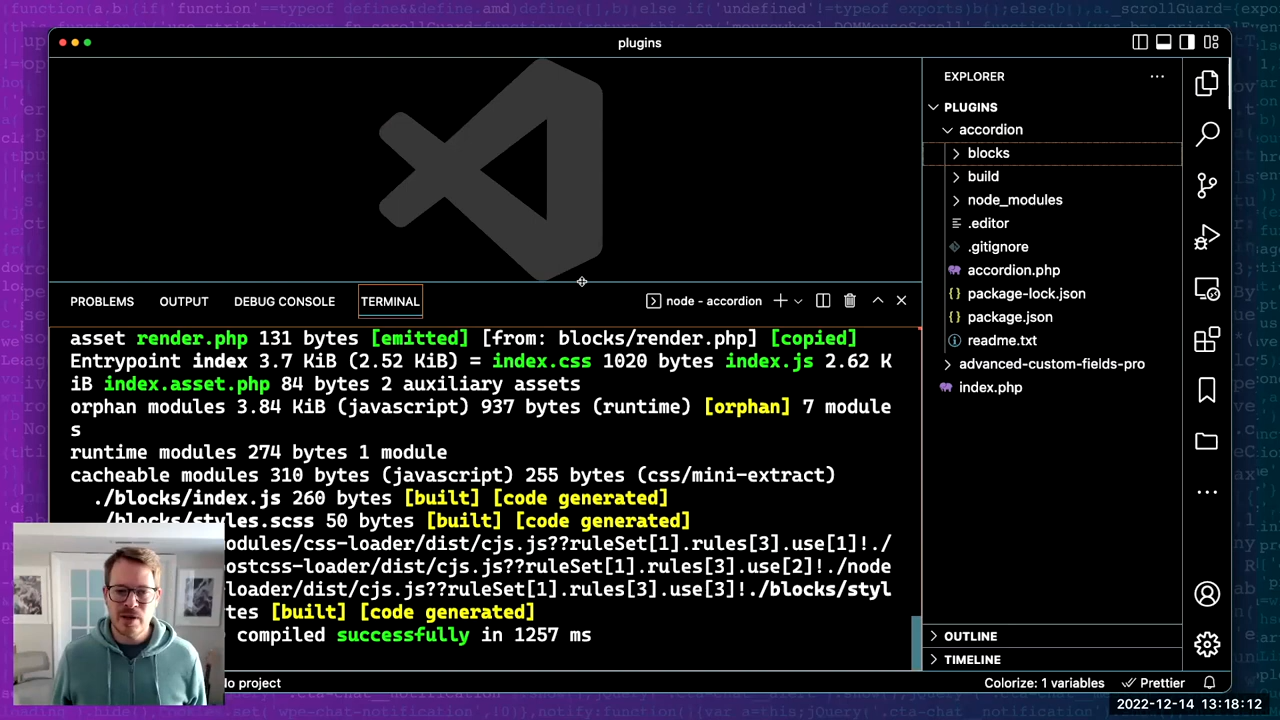 plugins
EXPLORER
PLUGINS
accordion
blocks
build
node_modules
.editor
.gitignore
accordion.php
package-lock.json
package.json
readme.txt
advanced-custom-fields-pro
index.php
PROBLEMS OUTPUT DEBUG CONSOLE TERMINAL node - accordion
asset render.php 131 bytes [emitted] [from: blocks/render.php] [copied]
Entrypoint index 3.7 KiB (2.52 KiB) = index.css 1020 bytes index.js 2.62 K
iB index.asset.php 84 bytes 2 auxiliary assets
orphan modules 3.84 KiB (javascript) 937 bytes (runtime) [orphan] 7 module
s
runtime modules 274 bytes 1 module
cacheable modules 310 bytes (javascript) 255 bytes (css/mini-extract)
./blocks/index.js 260 bytes [built] [code generated]
/blocks/styles.scss 50 bytes [built] [code generated]
modules/css-loader/dist/cjs.js??ruleSet[1].rules[3].use[1]!./
postcss-loader/dist/cjs.js??ruleSet[1].rules[3].use[2]!./node
loader/dist/cjs.js??ruleSet[1].rules[3].use[3]!./blocks/styl
tes [built] [code generated]
compiled successfully in 1257 ms
OUTLINE
TIMELINE
o project
Colorize: 1 variables Prettier
2022-12-14 13:18:12